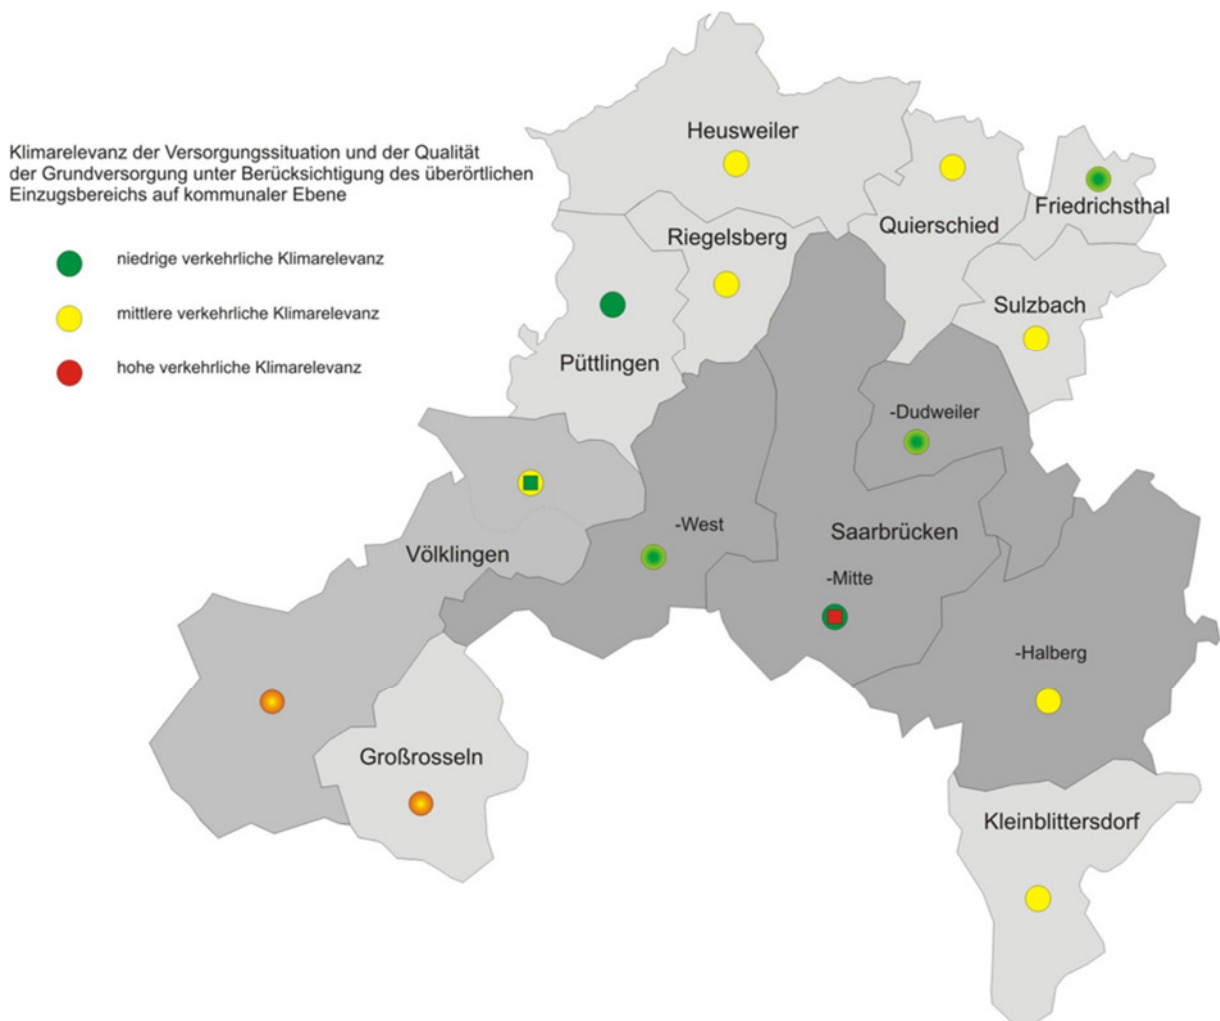 Klimarelevanz der Versorgungssituation und der Qualität
der Grundversorgung unter Berücksichtigung des überörtlichen
Einzugsbereichs auf kommunaler Ebene
niedrige verkehrliche Klimarelevanz
mittlere verkehrliche Klimarelevanz
hohe verkehrliche Klimarelevanz
Heusweiler
Friedrichsthal
Quierschied
Riegelsberg
Sulzbach
Püttlingen
-Dudweiler
-West
Saarbrücken
Völklingen
-Mitte
-Halberg
Großrosseln
Kleinblittersdorf